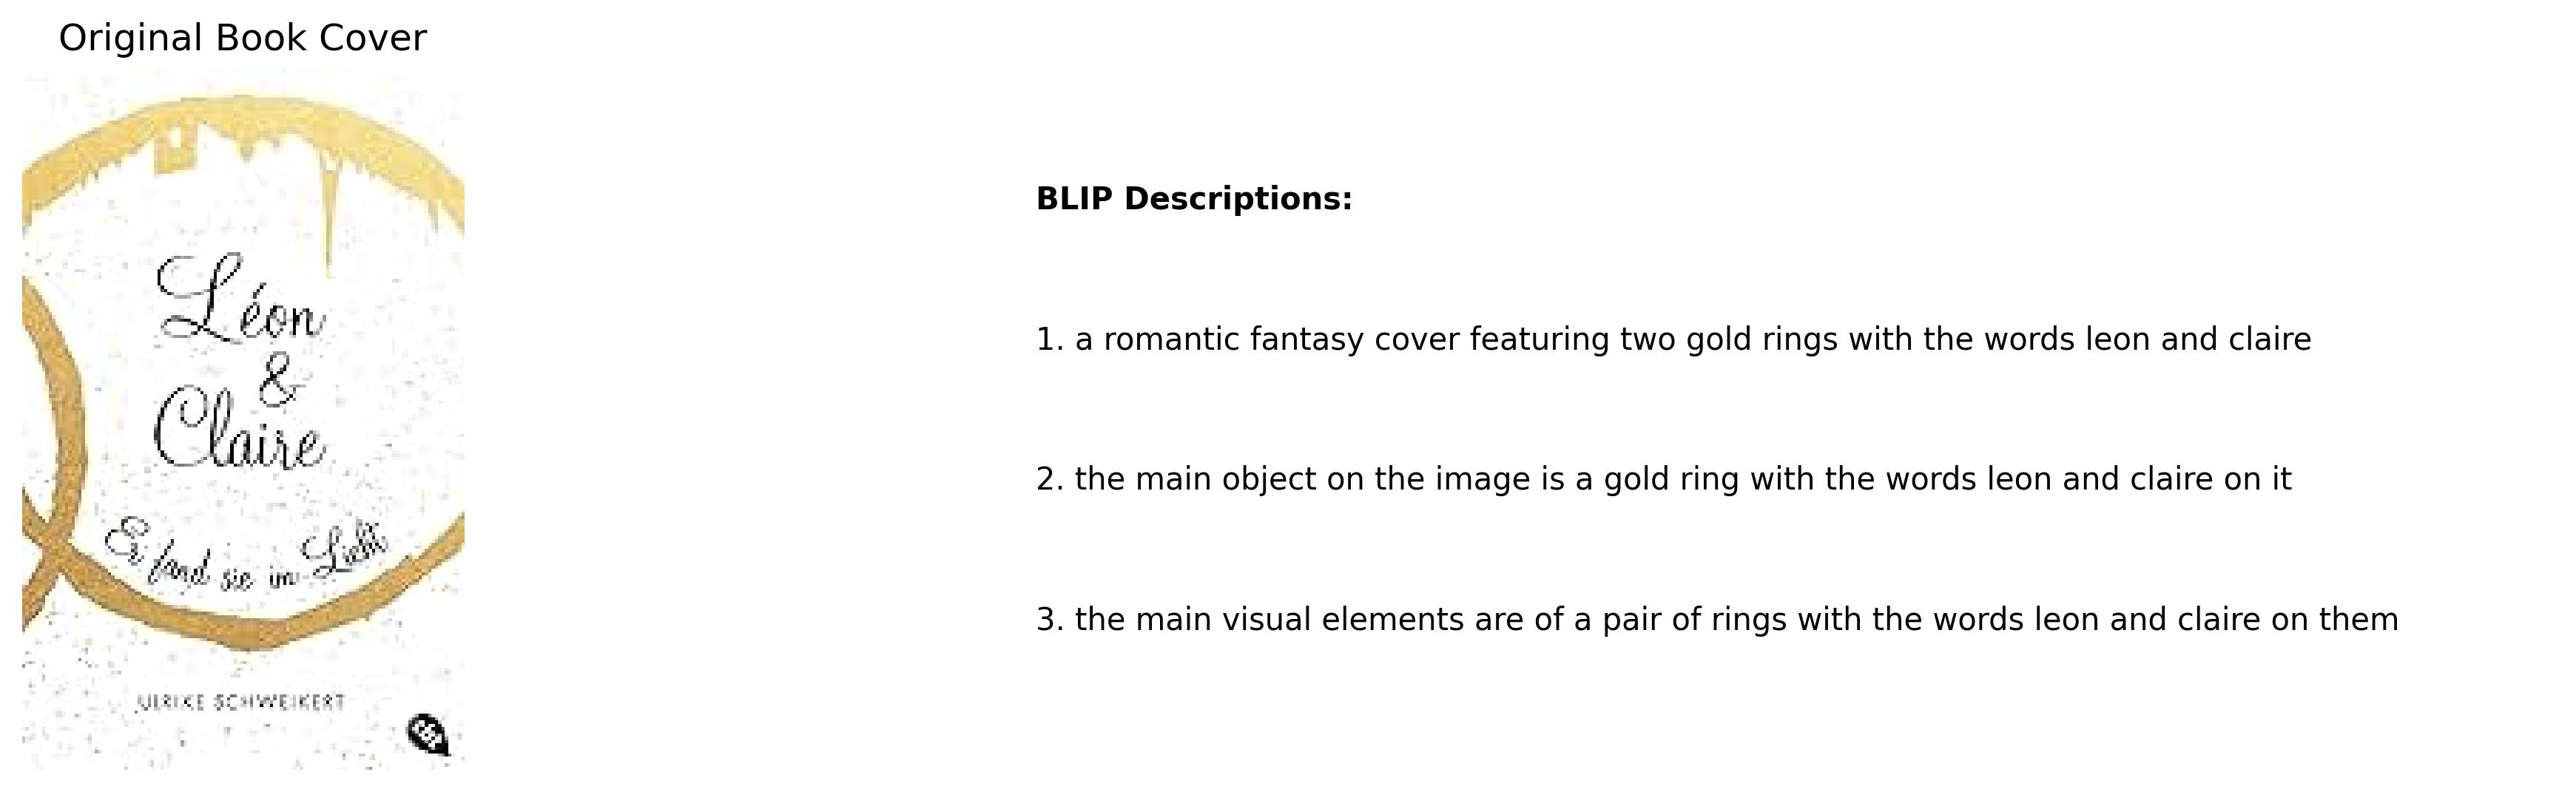 Original Book Cover
Léon
&
Claire
Er fand sie im Licht
ULRIKE SCHWEIKERT
BLIP Descriptions:
1. a romantic fantasy cover featuring two gold rings with the words leon and claire
2. the main object on the image is a gold ring with the words leon and claire on it
3. the main visual elements are of a pair of rings with the words leon and claire on them